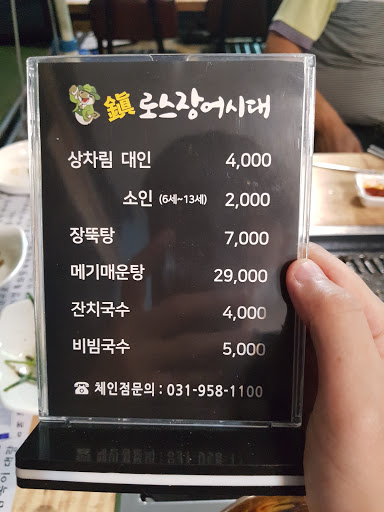 鎭 로스장어시대
상차림 대인 4,000
소인 (6세~13세) 2,000
장뚝탕 7,000
메기매운탕 29,000
잔치국수 4,000
비빔국수 5,000
☎ 체인점문의 : 031-958-1100